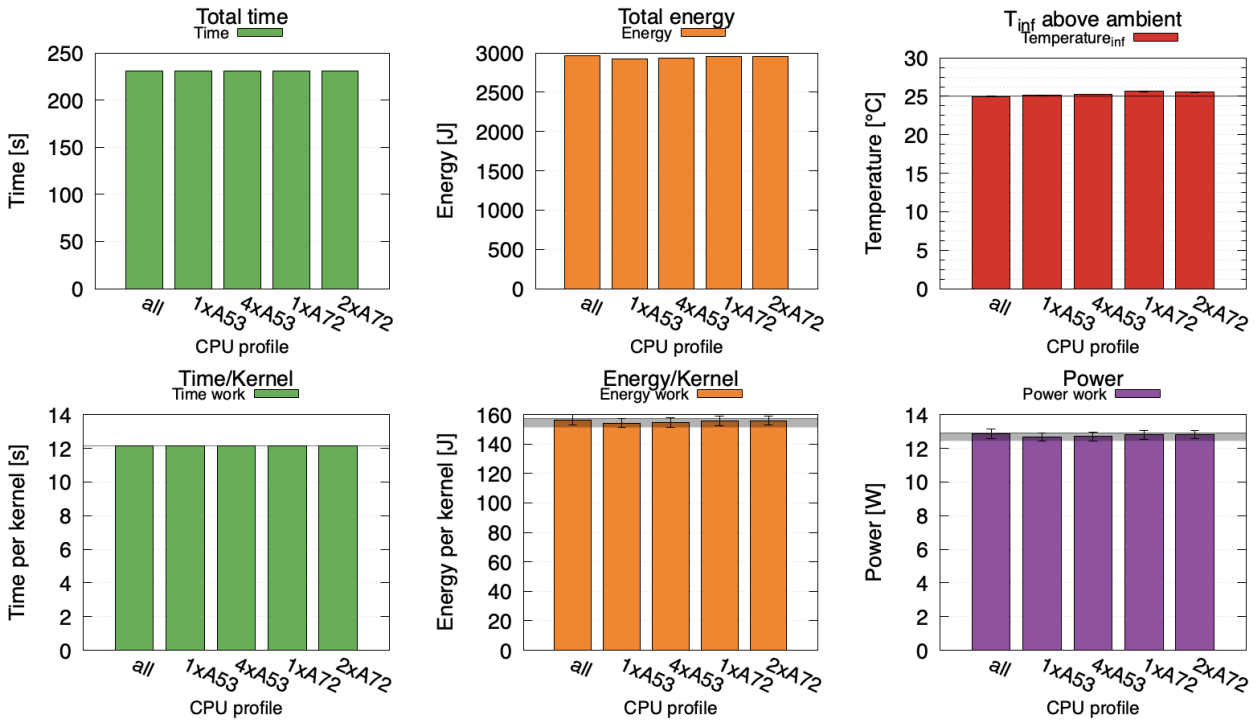 Total time
Time
Time [s]
250
200
150
100
50
0
all
1xA53
4xA53
1xA72
2xA72
CPU profile
Total energy
Energy
Energy [J]
3000
2500
2000
1500
1000
500
0
all
1xA53
4xA53
1xA72
2xA72
CPU profile
Tinf above ambient
Temperatureinf
Temperature [°C]
30
25
20
15
10
5
0
all
1xA53
4xA53
1xA72
2xA72
CPU profile
Time/Kernel
Time work
Time per kernel [s]
14
12
10
8
6
4
2
0
all
1xA53
4xA53
1xA72
2xA72
CPU profile
Energy/Kernel
Energy work
Energy per kernel [J]
160
140
120
100
80
60
40
20
0
all
1xA53
4xA53
1xA72
2xA72
CPU profile
Power
Power work
Power [W]
14
12
10
8
6
4
2
0
all
1xA53
4xA53
1xA72
2xA72
CPU profile